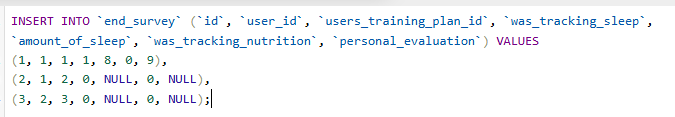 INSERT INTO `end_survey` (`id`, `user_id`, `users_training_plan_id`, `was_tracking_sleep`,
`amount_of_sleep`, `was_tracking_nutrition`, `personal_evaluation`) VALUES
(1, 1, 1, 1, 8, 0, 9),
(2, 1, 2, 0, NULL, 0, NULL),
(3, 2, 3, 0, NULL, 0, NULL);